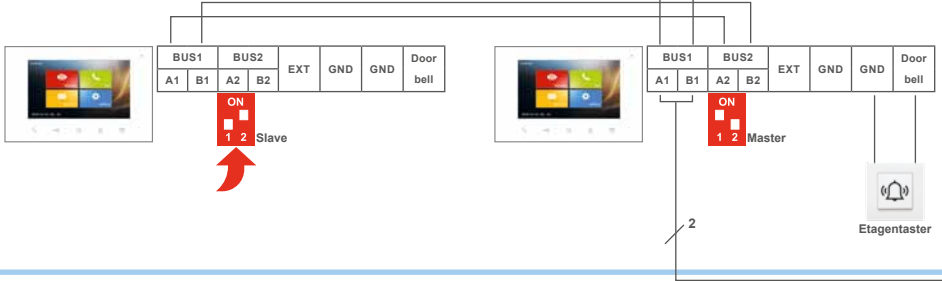 BUS1 BUS2 EXT GND GND Door bell
A1 B1 A2 B2
ON
1 2 Slave
BUS1 BUS2 EXT GND GND Door bell
A1 B1 A2 B2
ON
1 2 Master
2
Etagentaster